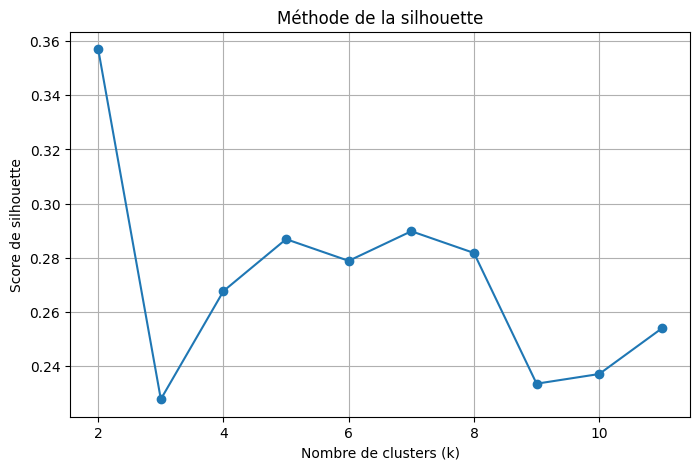 Méthode de la silhouette
0.36
0.34
0.32
0.30
0.28
0.26
0.24
Score de silhouette
2 4 6 8 10
Nombre de clusters (k)